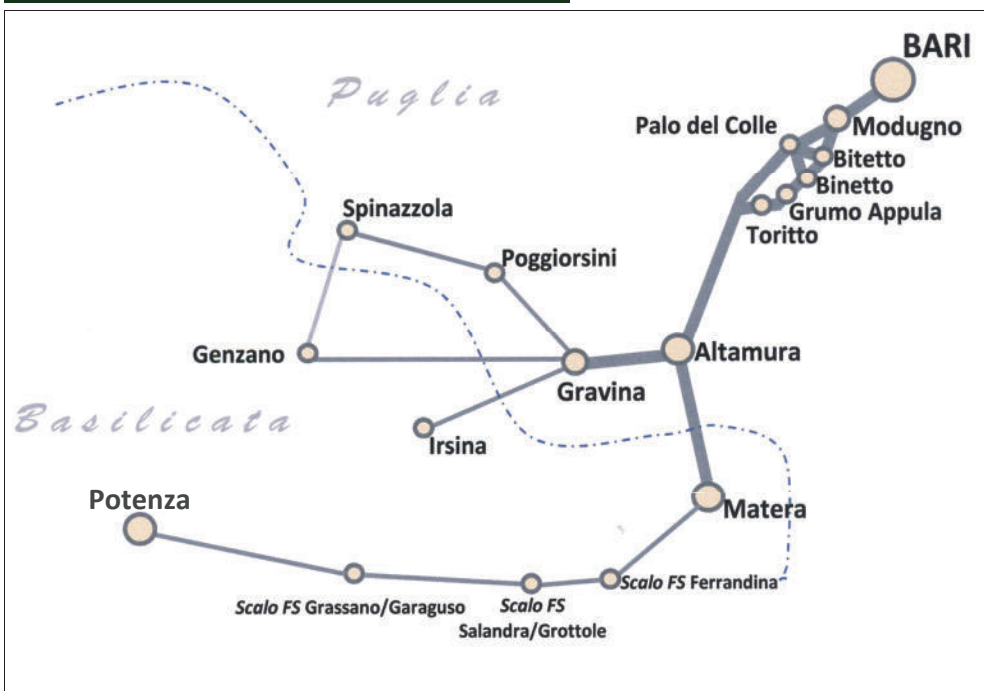 BARI
Puglia
Palo del Colle
Modugno
Bitetto
Binetto
Grumo Appula
Toritto
Spinazzola
Poggiorsini
Genzano
Altamura
Gravina
Basilicata
Irsina
Potenza
Matera
Scalo FS Ferrandina
Scalo FS Grassano/Garaguso
Scalo FS
Salandra/Grottole